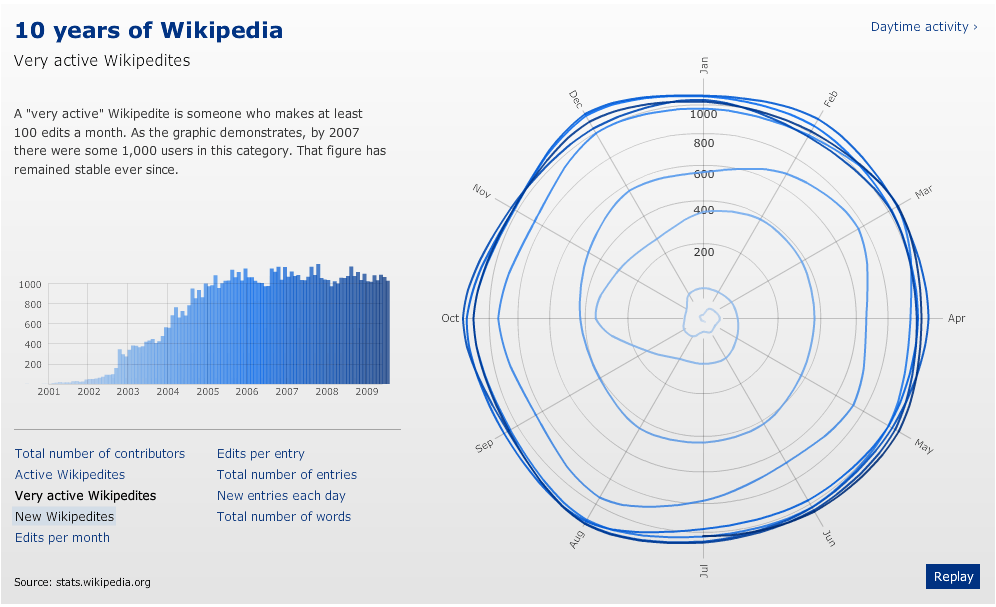 10 years of Wikipedia
Daytime activity ›
Very active Wikipedites
A "very active" Wikipedite is someone who makes at least
100 edits a month. As the graphic demonstrates, by 2007
there were some 1,000 users in this category. That figure has
remained stable ever since.
1000
800
600
400
200
2001 2002 2003 2004 2005 2006 2007 2008 2009
Jan
Feb
Mar
Apr
May
Jun
Jul
Aug
Sep
Oct
Nov
Dec
1000
800
600
400
200
Total number of contributors
Active Wikipedites
Very active Wikipedites
New Wikipedites
Edits per month
Edits per entry
Total number of entries
New entries each day
Total number of words
Source: stats.wikipedia.org
Replay